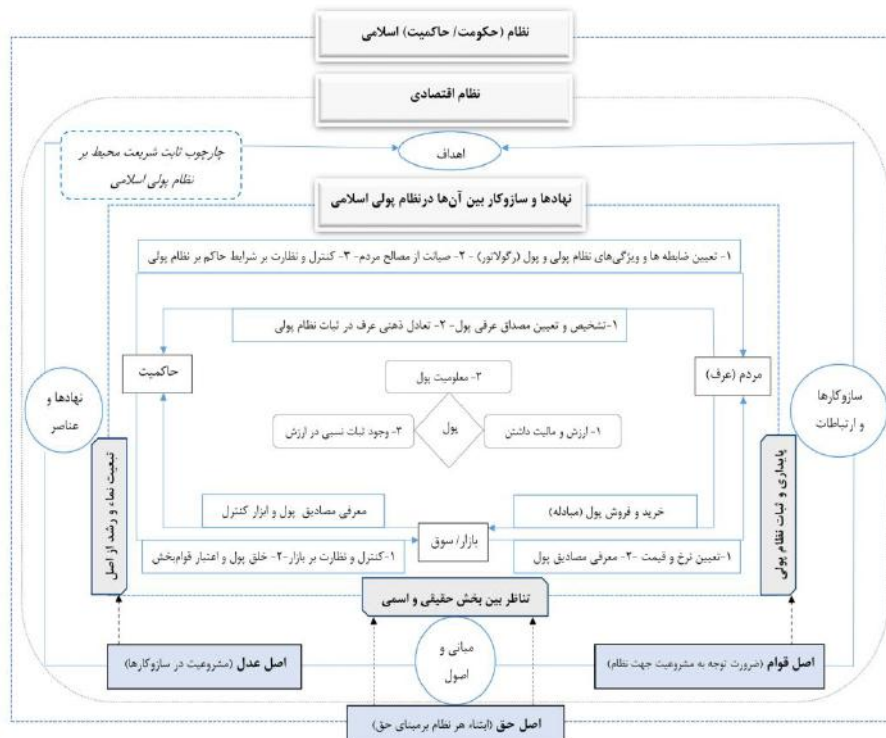 نظام (حکومت/ حاکمیت) اسلامی
نظام اقتصادی
چارچوب ثابت شریعت محیط بر
نظام پولی اسلامی
اهداف
نهادها و سازوکار بین آن‌ها درنظام پولی اسلامی
۱- تعیین ضابطه ها و ویژگی‌های نظام پولی و پول (رگولاتور) -۲- صیانت از مصالح مردم- ۳- کنترل و نظارت بر شرایط حاکم بر نظام پولی
۱-تشخیص و تعیین مصداق عرفی پول- ۲- تعادل ذهنی عرف در ثبات نظام پولی
مردم (عرف)
حاکمیت
سازوکارها
و ارتباطات
نهادها و
عناصر
۳- معلومیت پول
پول
۱- ارزش و مالیت داشتن
۳- وجود ثبات نسبی در ارزش
پایداری و ثبات نظام پولی
تبعیت نماء و رشد از اصل
خرید و فروش پول (مبادله)
معرفی مصادیق پول و ابزار کنترل
بازار/ سوق
۱-تعیین نرخ و قیمت -۲- معرفی مصادیق پول
۱-کنترل و نظارت بر بازار-۲- خلق پول و اعتبار قوام‌بخش
تناظر بین بخش حقیقی و اسمی
مبانی و
اصول
اصل قوام (ضرورت توجه به مشروعیت جهت نظام)
اصل عدل (مشروعیت در سازوکارها)
اصل حق (ابتناء هر نظام برمبنای حق)